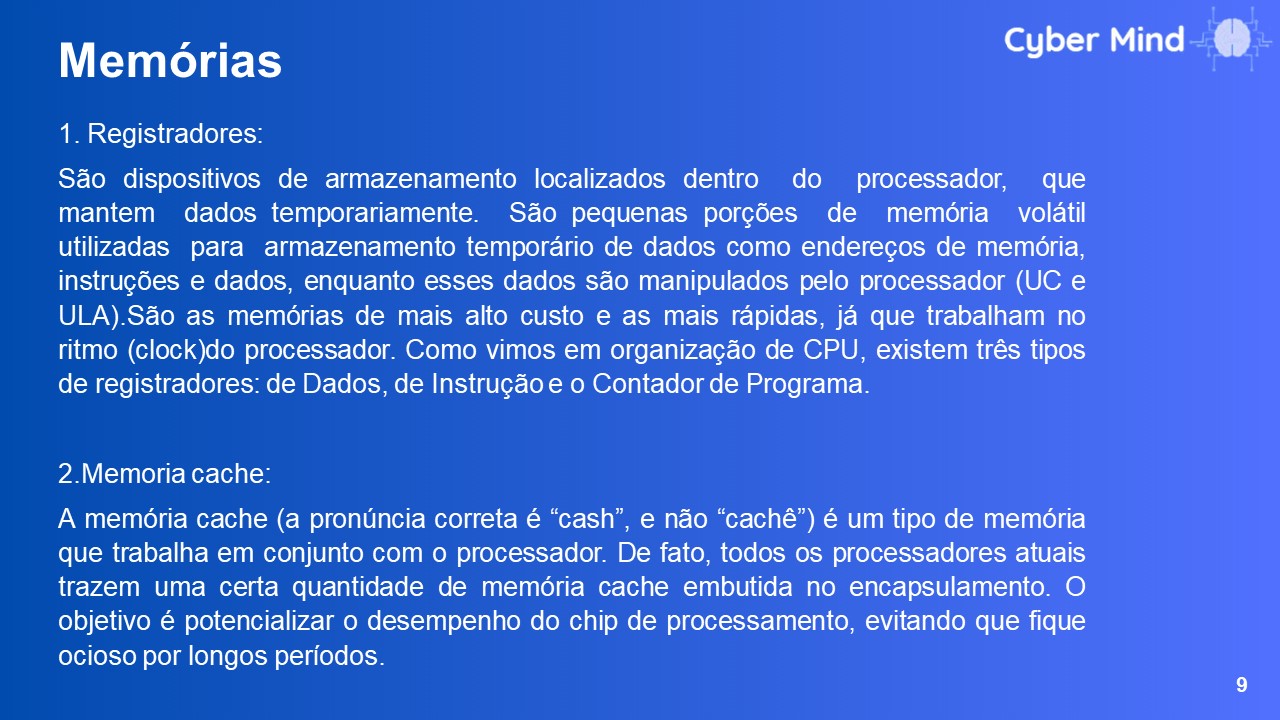 Memórias
Cyber Mind
1. Registradores:
São dispositivos de armazenamento localizados dentro do processador, que
mantem dados temporariamente. São pequenas porções de memória volátil
utilizadas para armazenamento temporário de dados como endereços de memória,
instruções e dados, enquanto esses dados são manipulados pelo processador (UC e
ULA).São as memórias de mais alto custo e as mais rápidas, já que trabalham no
ritmo (clock)do processador. Como vimos em organização de CPU, existem três tipos
de registradores: de Dados, de Instrução e o Contador de Programa.
2.Memoria cache:
A memória cache (a pronúncia correta é “cash”, e não “cachê”) é um tipo de memória
que trabalha em conjunto com o processador. De fato, todos os processadores atuais
trazem uma certa quantidade de memória cache embutida no encapsulamento. O
objetivo é potencializar o desempenho do chip de processamento, evitando que fique
ocioso por longos períodos.
9